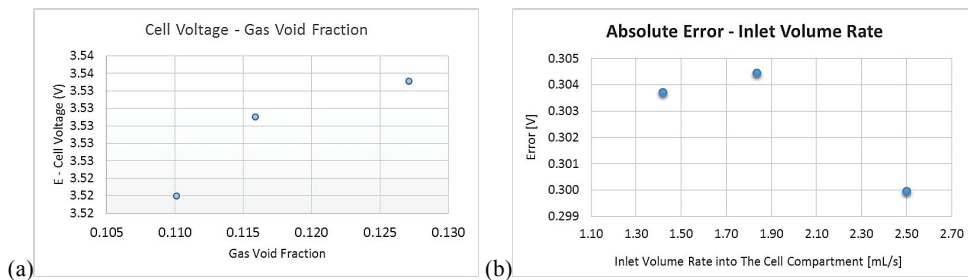 Cell Voltage - Gas Void Fraction
E - Cell Voltage (V)
3.54
3.54
3.53
3.53
3.53
3.53
3.53
3.52
3.52
3.52
0.105 0.110 0.115 0.120 0.125 0.130
Gas Void Fraction
(a)
Absolute Error - Inlet Volume Rate
Error [V]
0.305
0.304
0.303
0.302
0.301
0.300
0.299
1.10 1.30 1.50 1.70 1.90 2.10 2.30 2.50 2.70
Inlet Volume Rate into The Cell Compartment [mL/s]
(b)